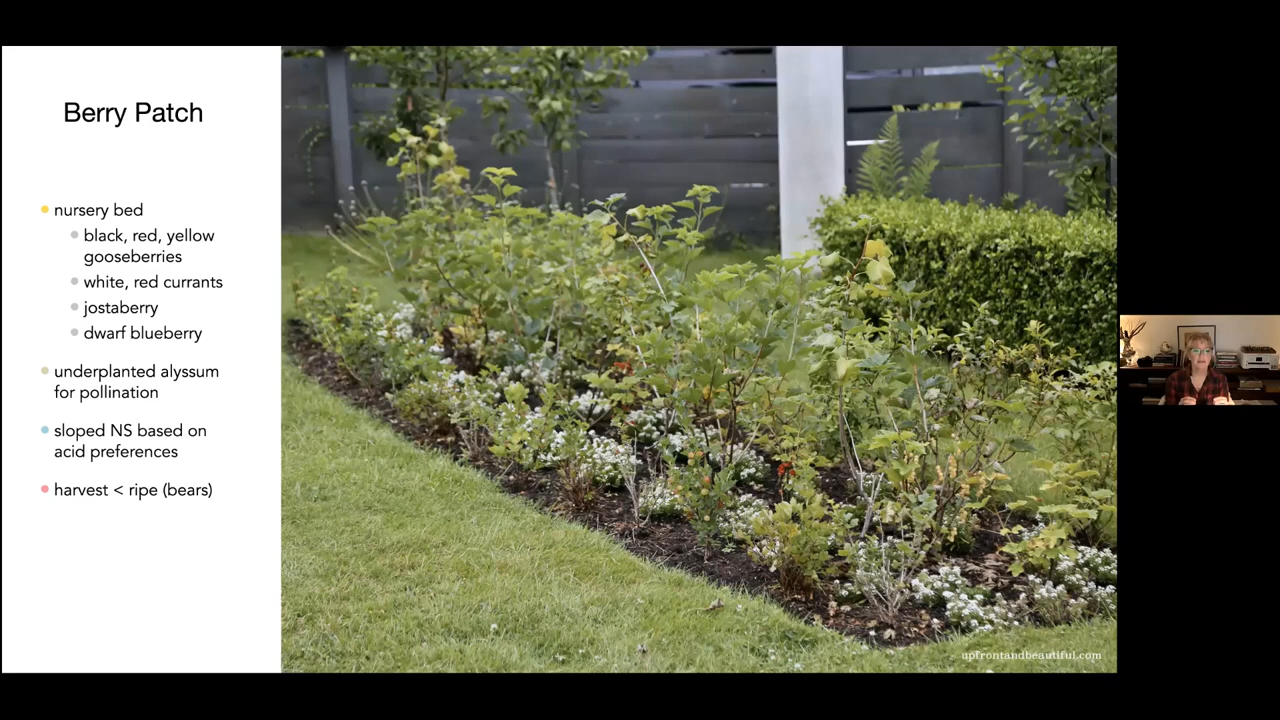 Berry Patch
nursery bed
black, red, yellow
gooseberries
white, red currants
jostaberry
dwarf blueberry
underplanted alyssum
for pollination
sloped NS based on
acid preferences
harvest < ripe (bears)
upfrontandbeautiful.com